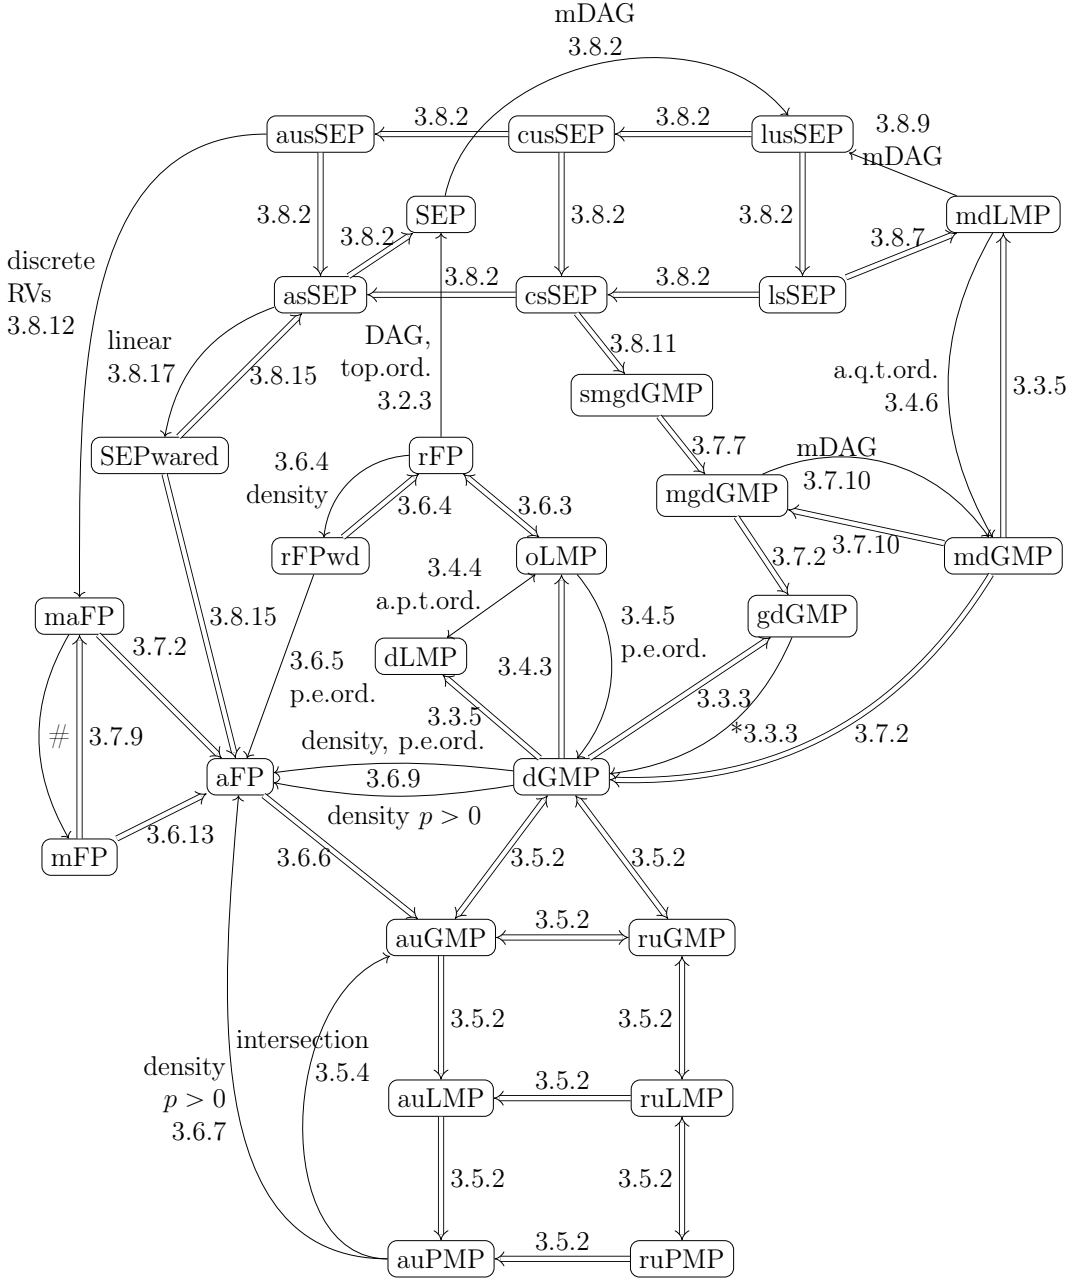 mDAG
3.8.2
ausSEP
3.8.2
cusSEP
3.8.2
lusSEP
3.8.9
mDAG
3.8.2
SEP
3.8.2
3.8.2
3.8.2
mdLMP
3.8.7
discrete
RVs
3.8.12
asSEP
3.8.2
csSEP
3.8.2
lsSEP
linear
3.8.17
3.8.15
DAG,
top.ord.
3.2.3
3.8.11
smgdGMP
a.q.t.ord.
3.4.6
3.3.5
SEPwared
3.6.4
density
rFP
3.6.4
3.6.3
3.7.7
mDAG
3.7.10
mgdGMP
rFPwd
oLMP
3.7.2
3.7.10
mdGMP
3.4.4
a.p.t.ord.
maFP
3.7.2
3.8.15
gdGMP
3.4.5
p.e.ord.
dLMP
3.6.5
p.e.ord.
3.4.3
3.3.3
3.3.5
#
3.7.9
density, p.e.ord.
*3.3.3
3.7.2
aFP
3.6.9
dGMP
density p > 0
3.6.13
mFP
3.6.6
3.5.2
3.5.2
auGMP
3.5.2
ruGMP
3.5.2
3.5.2
intersection
3.5.4
density
p > 0
3.6.7
auLMP
3.5.2
ruLMP
3.5.2
3.5.2
auPMP
3.5.2
ruPMP